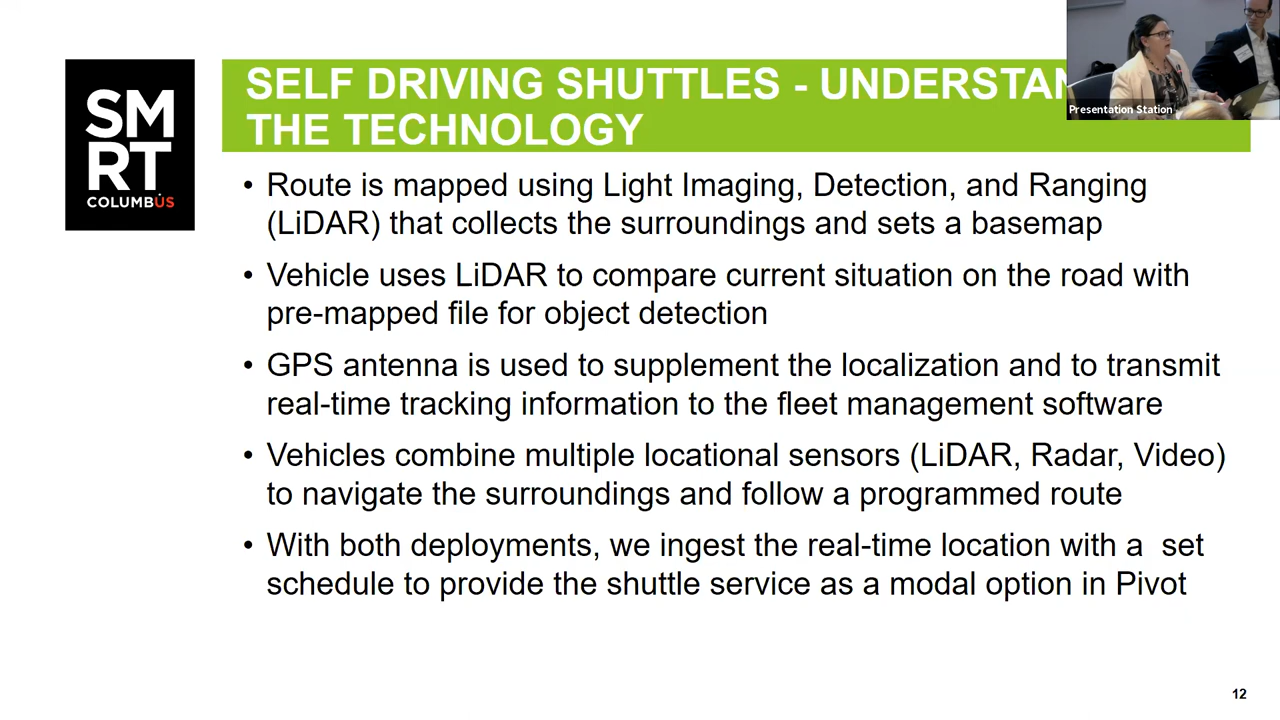 SMRT
COLUMBUS
SELF DRIVING SHUTTLES - UNDERSTAN
THE TECHNOLOGY
Presentation Station
• Route is mapped using Light Imaging, Detection, and Ranging
(LiDAR) that collects the surroundings and sets a basemap
• Vehicle uses LiDAR to compare current situation on the road with
pre-mapped file for object detection
• GPS antenna is used to supplement the localization and to transmit
real-time tracking information to the fleet management software
• Vehicles combine multiple locational sensors (LiDAR, Radar, Video)
to navigate the surroundings and follow a programmed route
• With both deployments, we ingest the real-time location with a  set
schedule to provide the shuttle service as a modal option in Pivot
12